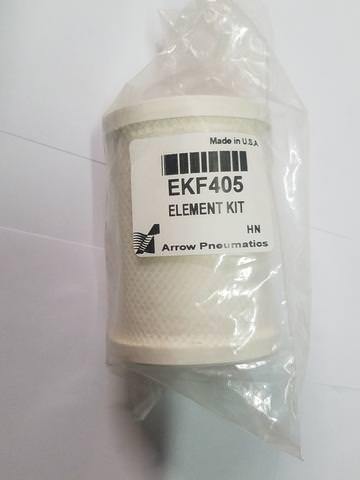 Made in U.S.A
EKF405
ELEMENT KIT
HN
Arrow Pneumatics